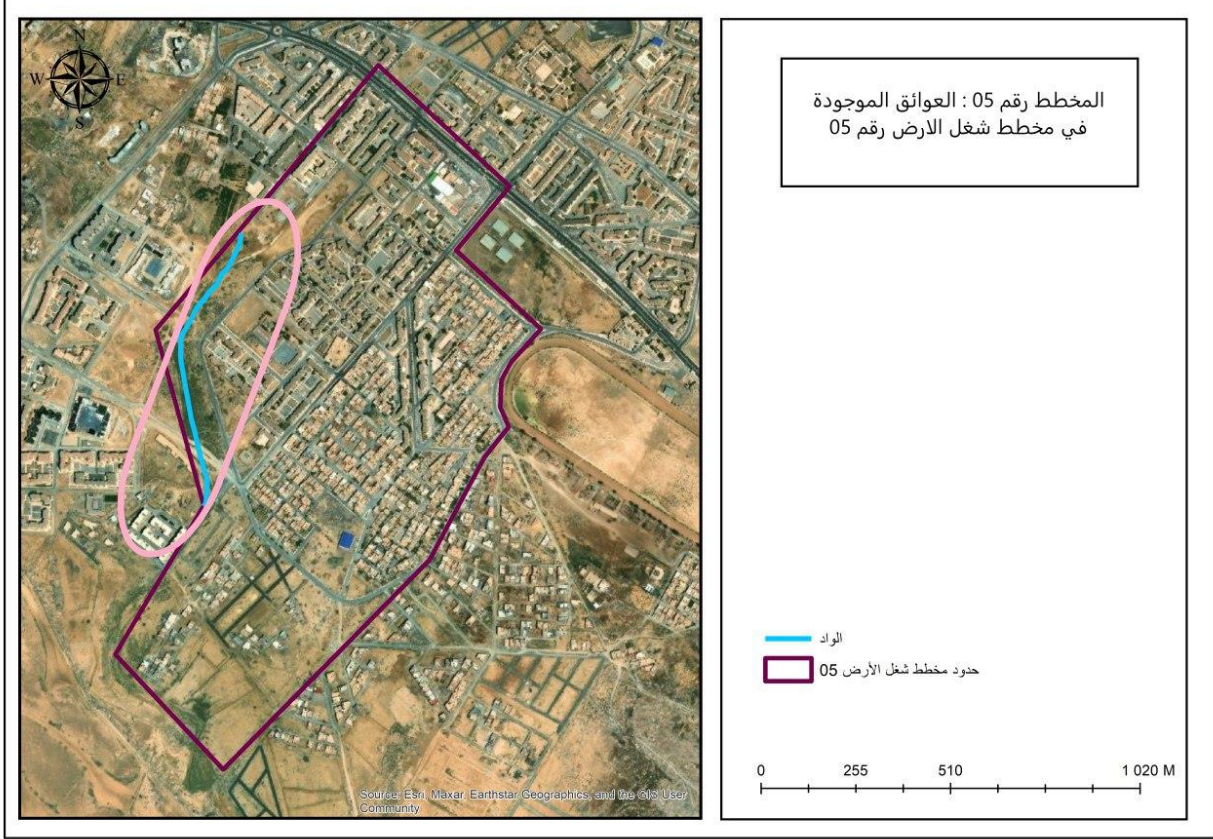 N
W
E
S
Source: Esri, Maxar, Earthstar Geographics, and the GIS User
Community
المخطط رقم 05 : العوائق الموجودة
في مخطط شغل الارض رقم 05
الواد
حدود مخطط شغل الأرض 05
0 255 510 1 020 M